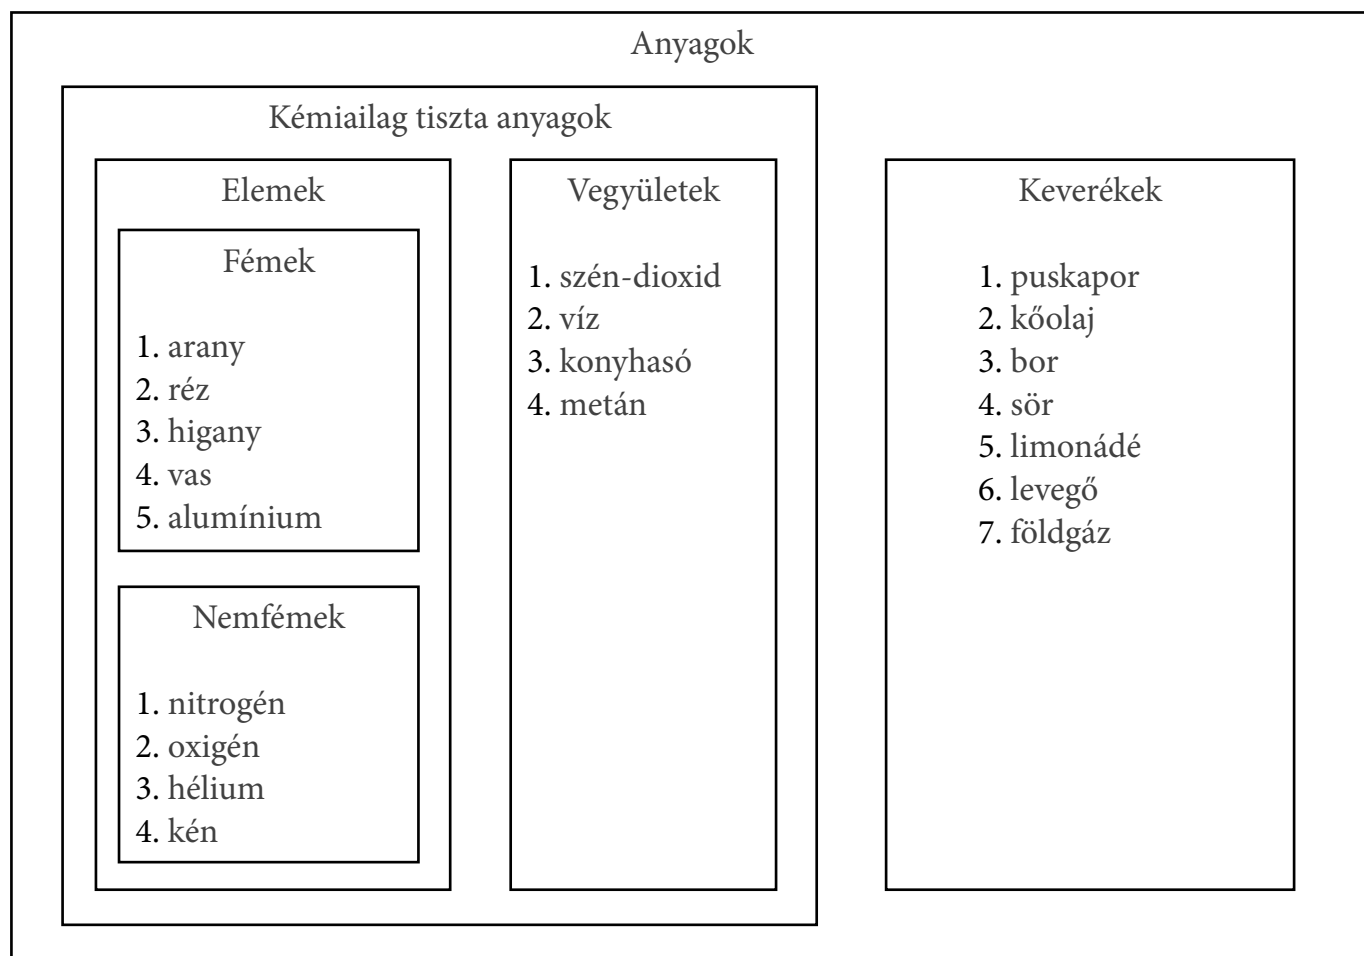 Anyagok
Kémiailag tiszta anyagok
Elemek
Fémek
1. arany
2. réz
3. higany
4. vas
5. alumínium
Nemfémek
1. nitrogén
2. oxigén
3. hélium
4. kén
Vegyületek
1. szén-dioxid
2. víz
3. konyhasó
4. metán
Keverékek
1. puskapor
2. kőolaj
3. bor
4. sör
5. limonádé
6. levegő
7. földgáz